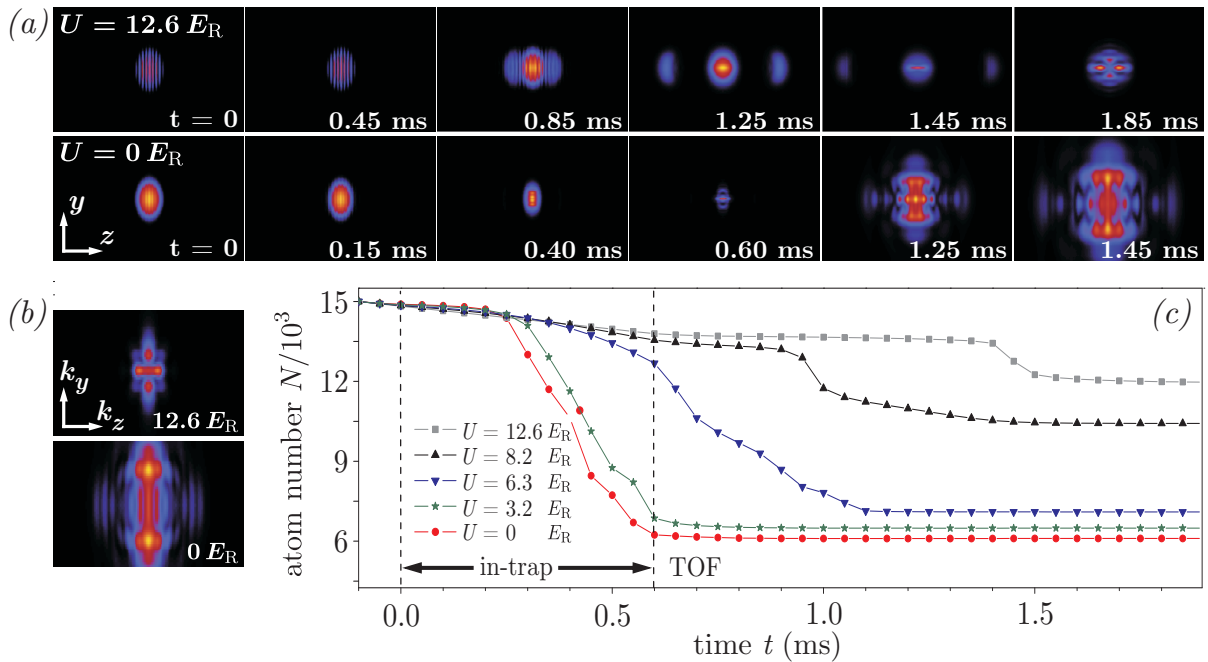 (a)
U = 12.6 E_R
t = 0
0.45 ms
0.85 ms
1.25 ms
1.45 ms
1.85 ms
U = 0 E_R
y
z
t = 0
0.15 ms
0.40 ms
0.60 ms
1.25 ms
1.45 ms
(b)
k_y
k_z
12.6 E_R
0 E_R
(c)
atom number N/10³
15
12
9
6
U = 12.6 E_R
U = 8.2 E_R
U = 6.3 E_R
U = 3.2 E_R
U = 0 E_R
in-trap
TOF
0.0
0.5
1.0
1.5
time t (ms)